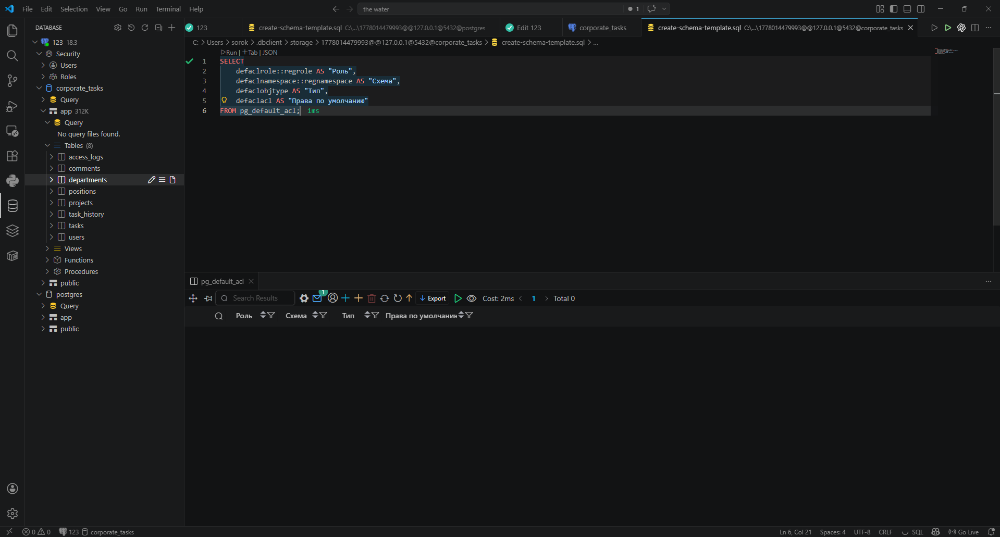 File Edit Selection View Go Run Terminal Help
the water
1
DATABASE
123 18.3
Security
Users
Roles
corporate_tasks
Query
app 312K
Query
No query files found.
Tables (8)
access_logs
comments
departments
positions
projects
task_history
tasks
users
Views
Functions
Procedures
public
postgres
Query
app
public
123
create-schema-template.sql C:\...\1778014479993@@127.0.0.1@5432@postgres
Edit 123
corporate_tasks
create-schema-template.sql C:\...\1778014479993@@127.0.0.1@5432@corporate_tasks
C: > Users > sorok > .dbclient > storage > 1778014479993@@127.0.0.1@5432@corporate_tasks > create-schema-template.sql > ...
Run | Tab | JSON
1 SELECT
2 defaclrole::regrole AS "Роль",
3 defaclnamespace::regnamespace AS "Схема",
4 defaclobjtype AS "Тип",
5 defaclacl AS "Права по умолчанию"
6 FROM pg_default_acl; 1ms
pg_default_acl
Search Results 1 Export Cost: 2ms 1 Total 0
Роль Схема Тип Права по умолчанию
0 0 123 corporate_tasks
Ln 6, Col 21 Spaces: 4 UTF-8 CRLF SQL Go Live